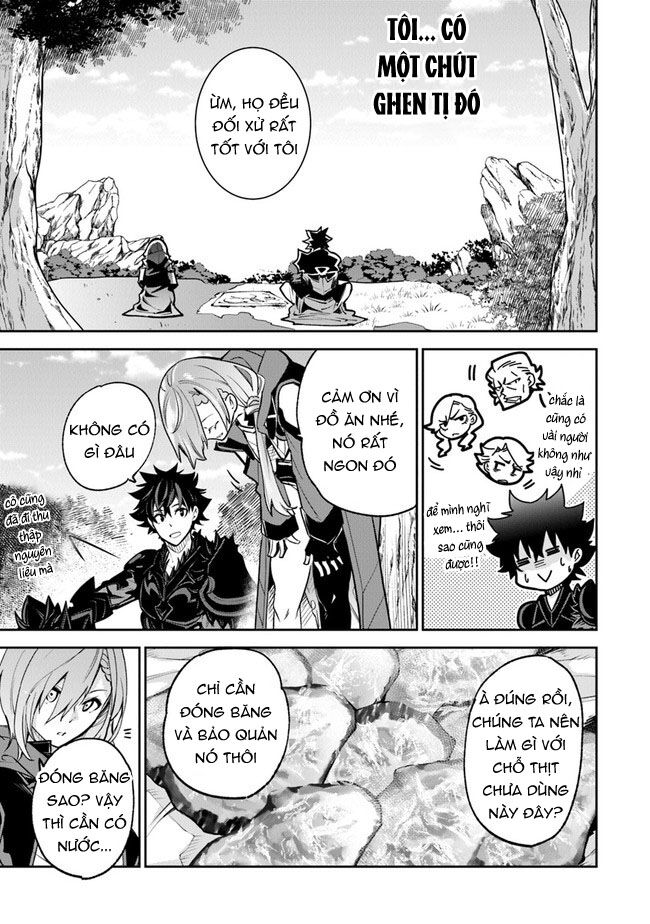 TÔI... CÓ
MỘT CHÚT
GHEN TỊ ĐÓ
ỪM, HỌ ĐỀU
ĐỐI XỬ RẤT
TỐT VỚI TÔI
chắc là
cũng có
vài người
không như
vậy nhỉ
để mình nghĩ
xem... thôi
sao cũng
được!!
CẢM ƠN VÌ
ĐỒ ĂN NHÉ,
NÓ RẤT
NGON ĐÓ
KHÔNG CÓ
GÌ ĐÂU
cô cũng
đã đi thu
thập
nguyên
liệu mà
À ĐÚNG RỒI,
CHÚNG TA NÊN
LÀM GÌ VỚI
CHỖ THỊT
CHƯA DÙNG
NÀY ĐÂY?
CHỈ CẦN
ĐÓNG BĂNG
VÀ BẢO QUẢN
NÓ THÔI
ĐÓNG BĂNG
SAO? VẬY
THÌ CẦN CÓ
NƯỚC...